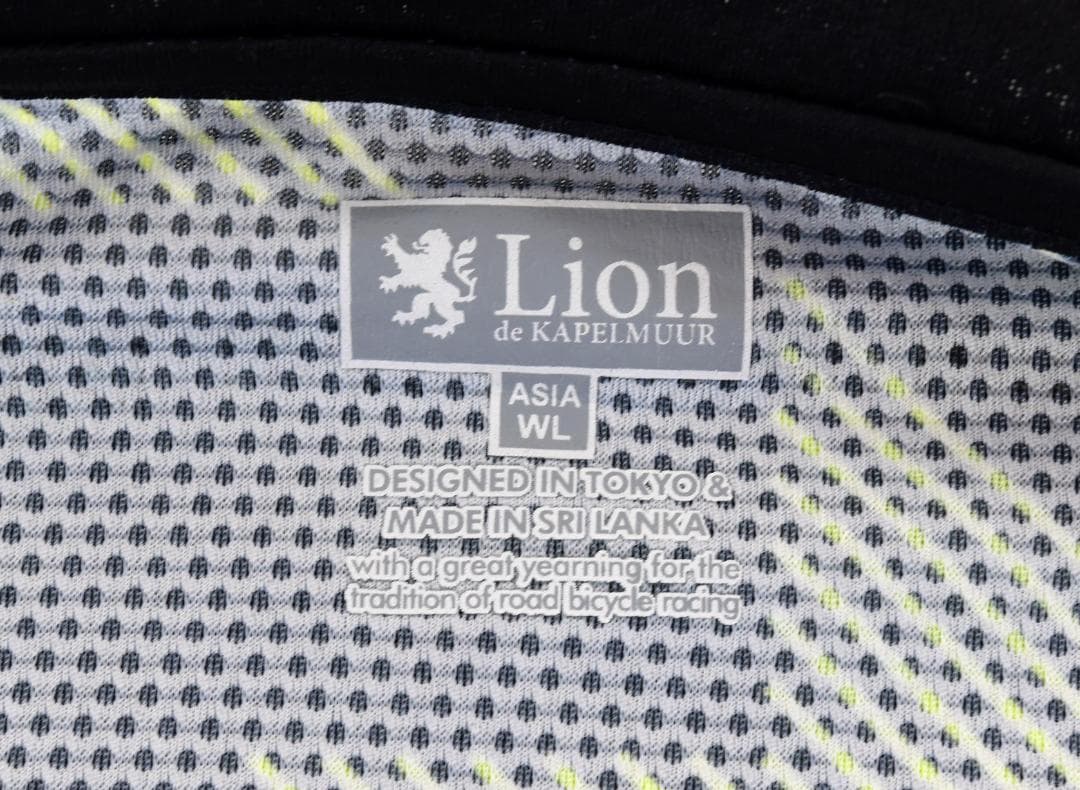 Lion
de KAPELMUUR
ASIA
WL
DESIGNED IN TOKYO &
MADE IN SRI LANKA
with a great yearning for the
tradition of road bicycle racing